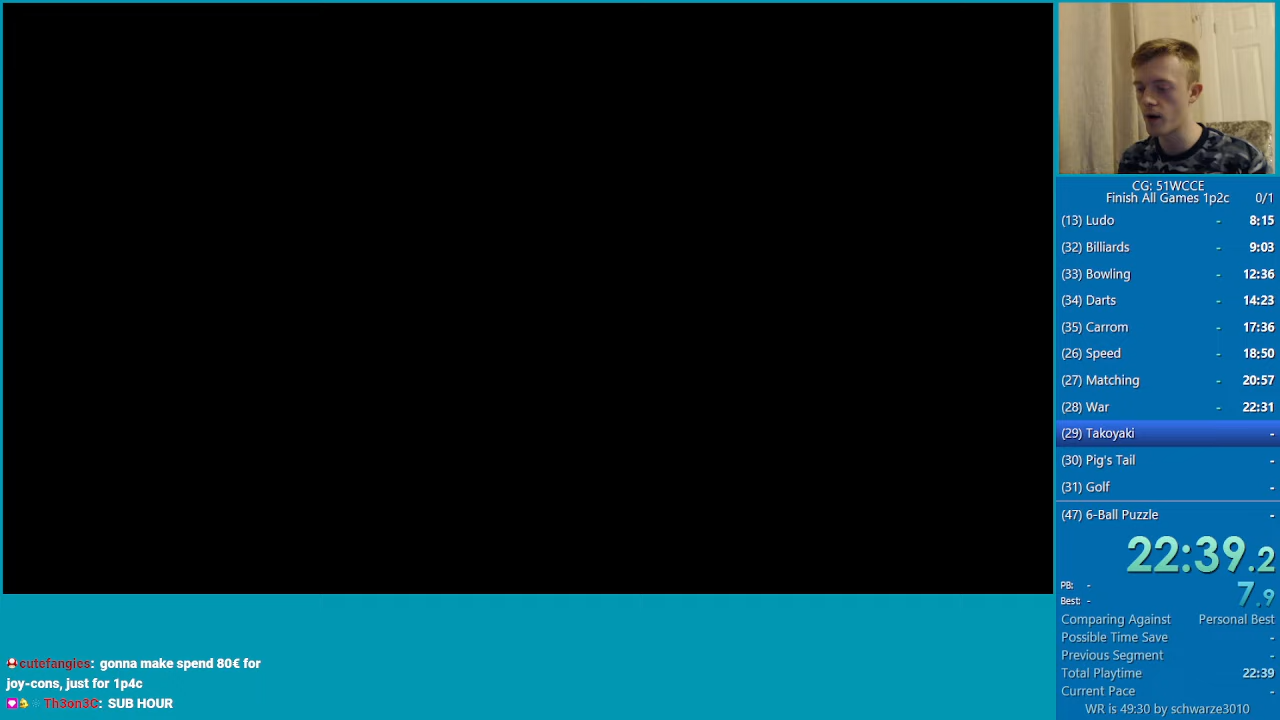 CG: 51WCCE
Finish All Games 1p2c 0/1
(13) Ludo - 8:15
(32) Billiards - 9:03
(33) Bowling - 12:36
(34) Darts - 14:23
(35) Carrom - 17:36
(26) Speed - 18:50
(27) Matching - 20:57
(28) War - 22:31
(29) Takoyaki -
(30) Pig's Tail -
(31) Golf -
(47) 6-Ball Puzzle -
22:39.2
PB: -
Best: - 7.9
Comparing Against Personal Best
Possible Time Save -
Previous Segment -
Total Playtime 22:39
Current Pace -
WR is 49:30 by schwarze3010
cutefangies: gonna make spend 80€ for
joy-cons, just for 1p4c
Th3on3C: SUB HOUR